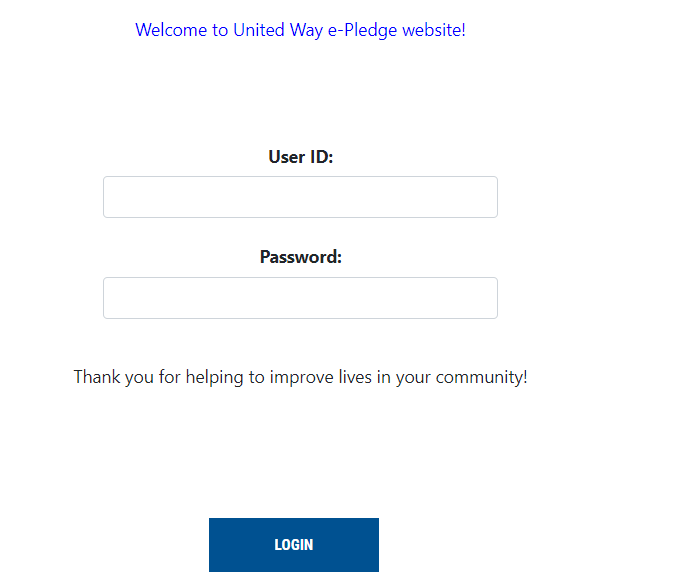 Welcome to United Way e-Pledge website!
User ID:
Password:
Thank you for helping to improve lives in your community!
LOGIN